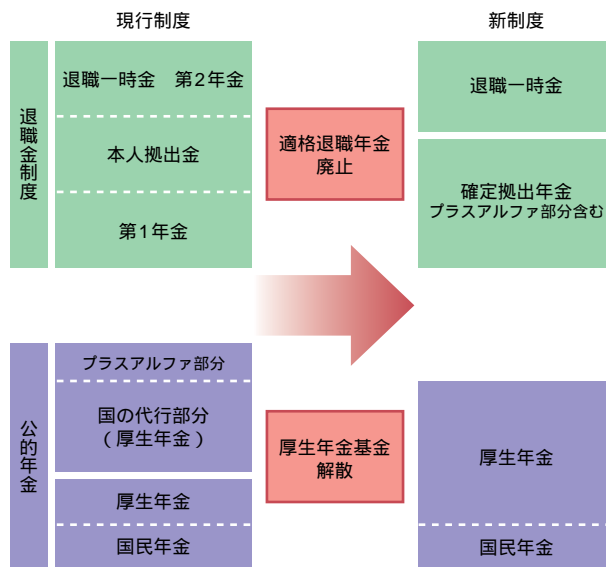 現行制度
新制度
退職金制度
退職一時金　第2年金
本人拠出金
第1年金
適格退職年金
廃止
退職一時金
確定拠出年金
プラスアルファ部分含む
公的年金
プラスアルファ部分
国の代行部分
（厚生年金）
厚生年金
国民年金
厚生年金基金
解散
厚生年金
国民年金